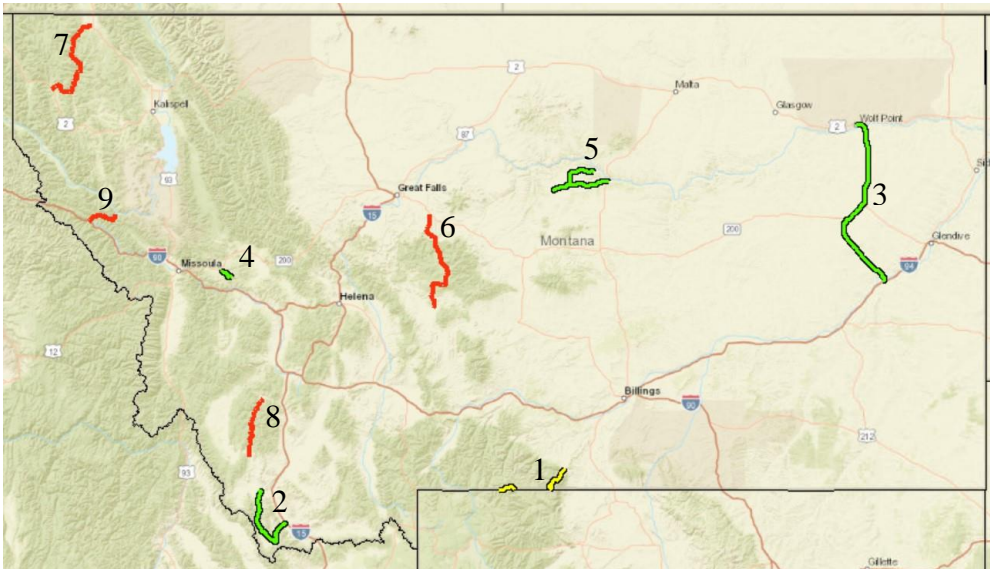 7
2
Malta
Kalispell
2
Glasgow
2
Wolf Point
87
5
93
Great Falls
15
6
3
9
Montana
200
Glendive
90
Missoula
4
200
94
Helena
12
Billings
90
8
212
93
1
2
15
Gillette